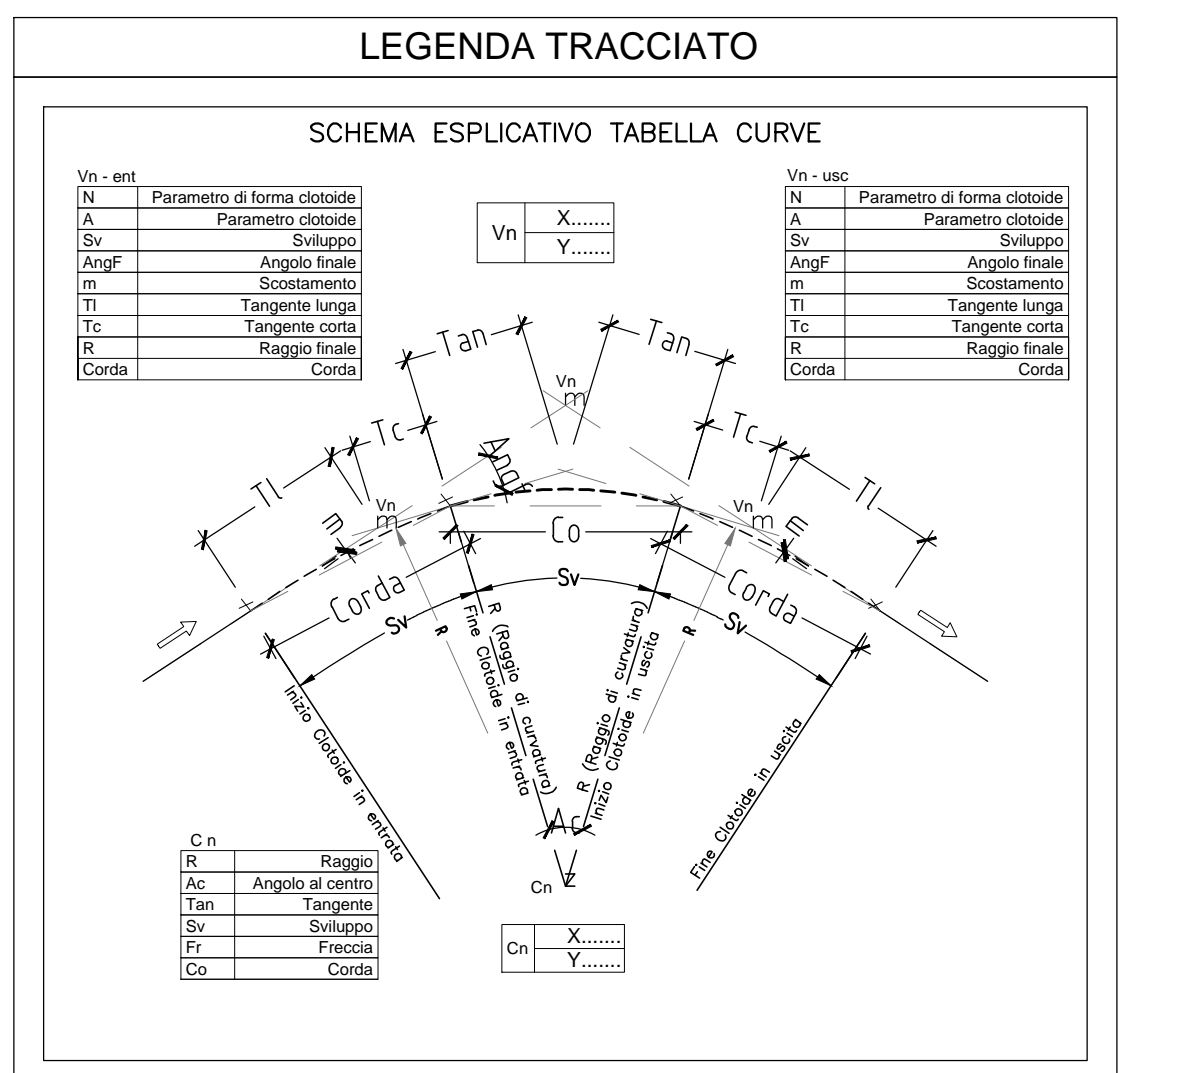 LEGENDA TRACCIATO
SCHEMA ESPLICATIVO TABELLA CURVE
Vn - ent
N Parametro di forma clotoide
A Parametro clotoide
Sv Sviluppo
AngF Angolo finale
m Scostamento
Tl Tangente lunga
Tc Tangente corta
R Raggio finale
Corda Corda
Vn X.......
Y.......
Vn - usc
N Parametro di forma clotoide
A Parametro clotoide
Sv Sviluppo
AngF Angolo finale
m Scostamento
Tl Tangente lunga
Tc Tangente corta
R Raggio finale
Corda Corda
Tan
Tan
Vn
m
Tc
Tc
AngF
Tl
Tl
Vn
m
m
Vn
m
m
Co
Corda
Sv
Corda
Sv
R
R
Sv
Inizio Clotoide in entrata
R (Raggio di curvatura)
Fine Clotoide in entrata
R (Raggio di curvatura)
Inizio Clotoide in uscita
Fine Clotoide in uscita
Ac
Cn
Z
C n
R Raggio
Ac Angolo al centro
Tan Tangente
Sv Sviluppo
Fr Freccia
Co Corda
Cn X.......
Y.......